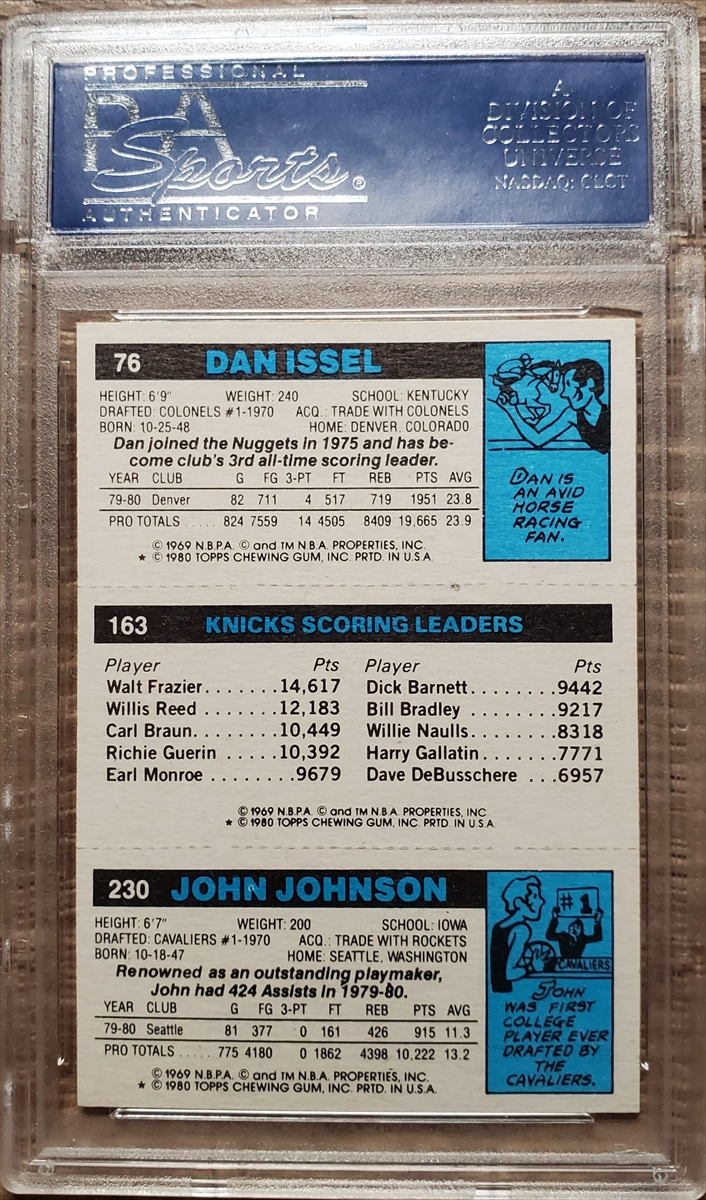 PROFESSIONAL
PSA
Sports®
AUTHENTICATOR
A
DIVISION OF
COLLECTORS
UNIVERSE
NASDAQ: CLCT
76 DAN ISSEL
HEIGHT: 6'9" WEIGHT: 240 SCHOOL: KENTUCKY
DRAFTED: COLONELS #1-1970 ACQ.: TRADE WITH COLONELS
BORN: 10-25-48 HOME: DENVER, COLORADO
Dan joined the Nuggets in 1975 and has be-
come club's 3rd all-time scoring leader.
YEAR CLUB G FG 3-PT FT REB PTS AVG
79-80 Denver 82 711 4 517 719 1951 23.8
PRO TOTALS ..... 824 7559 14 4505 8409 19,665 23.9
© 1969 N.B.P.A. © and TM N.B.A. PROPERTIES, INC.
★ © 1980 TOPPS CHEWING GUM, INC. PRTD. IN U.S.A.
DAN IS
AN AVID
HORSE
RACING
FAN.
163 KNICKS SCORING LEADERS
Player Pts Player Pts
Walt Frazier.......14,617 Dick Barnett........9442
Willis Reed .......12,183 Bill Bradley ........9217
Carl Braun........10,449 Willie Naulls........8318
Richie Guerin .....10,392 Harry Gallatin......7771
Earl Monroe ........9679 Dave DeBusschere ...6957
© 1969 N.B.P.A. © and TM N.B.A. PROPERTIES, INC
★ © 1980 TOPPS CHEWING GUM, INC. PRTD. IN U.S.A.
230 JOHN JOHNSON
HEIGHT: 6'7" WEIGHT: 200 SCHOOL: IOWA
DRAFTED: CAVALIERS #1-1970 ACQ.: TRADE WITH ROCKETS
BORN: 10-18-47 HOME: SEATTLE, WASHINGTON
Renowned as an outstanding playmaker,
John had 424 Assists in 1979-80.
YEAR CLUB G FG 3-PT FT REB PTS AVG
79-80 Seattle 81 377 0 161 426 915 11.3
PRO TOTALS ..... 775 4180 0 1862 4398 10,222 13.2
© 1969 N.B.P.A. © and TM N.B.A. PROPERTIES, INC.
★ © 1980 TOPPS CHEWING GUM, INC. PRTD. IN U.S.A.
#1
CAVALIERS
JOHN
WAS FIRST
COLLEGE
PLAYER EVER
DRAFTED BY
THE
CAVALIERS.